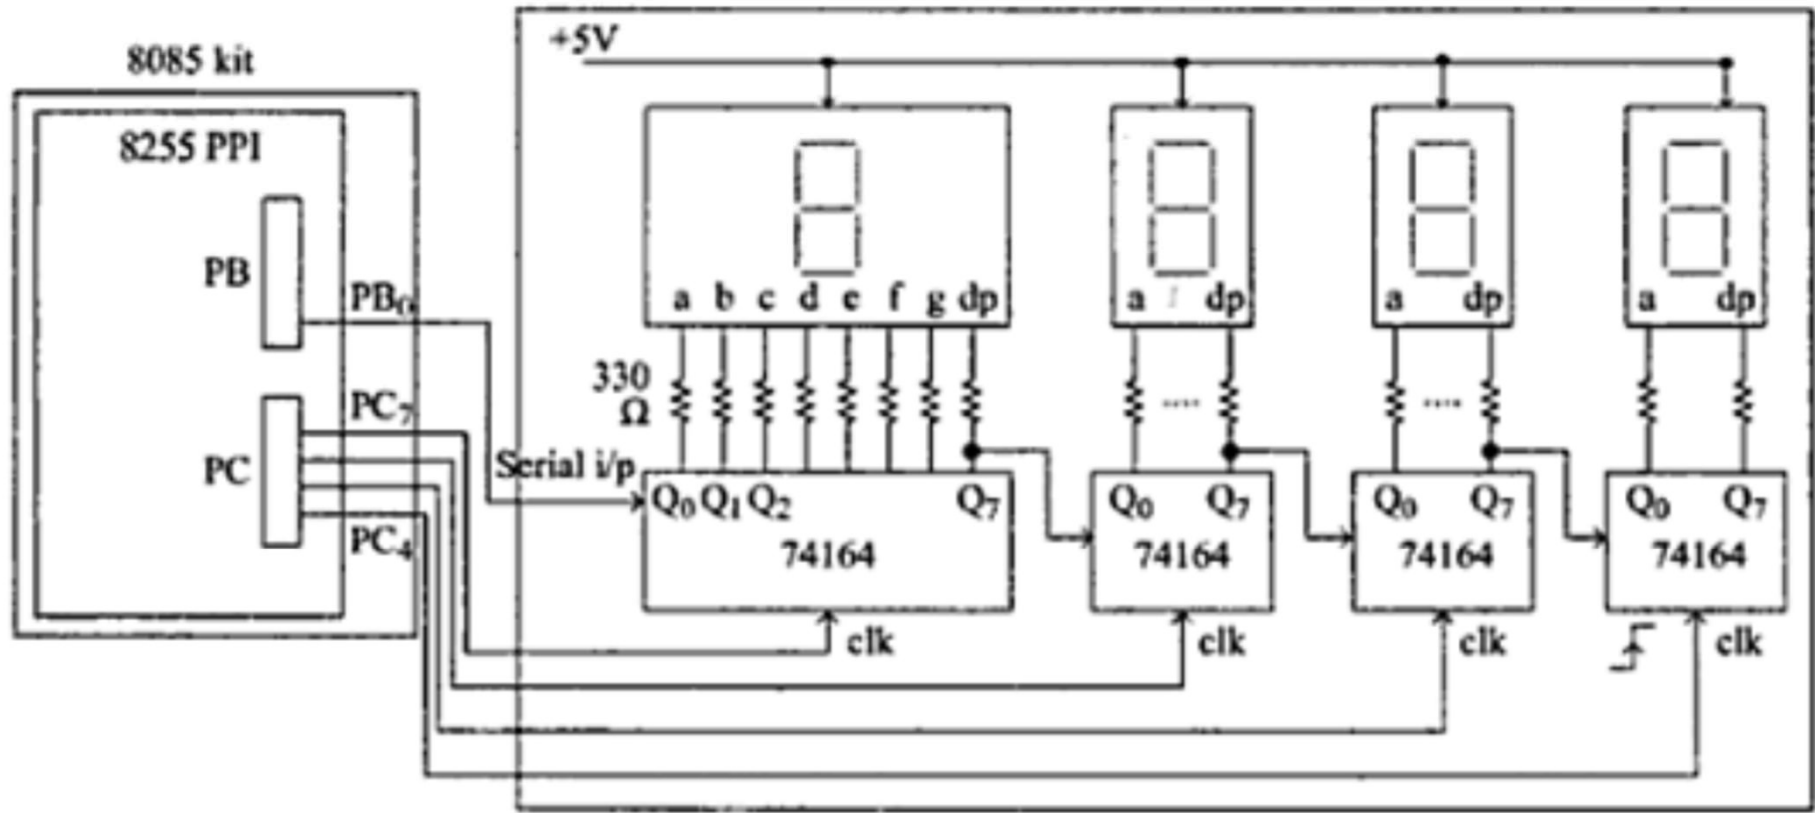 +5V
8085 kit
8255 PPI
PB
PB₀
a b c d e f g dp
a dp
a dp
a dp
330
Ω
PC₇
PC
Serial i/p
PC₄
Q₀ Q₁ Q₂ Q₇
74164
Q₀ Q₇
74164
Q₀ Q₇
74164
Q₀ Q₇
74164
clk
clk
clk
clk